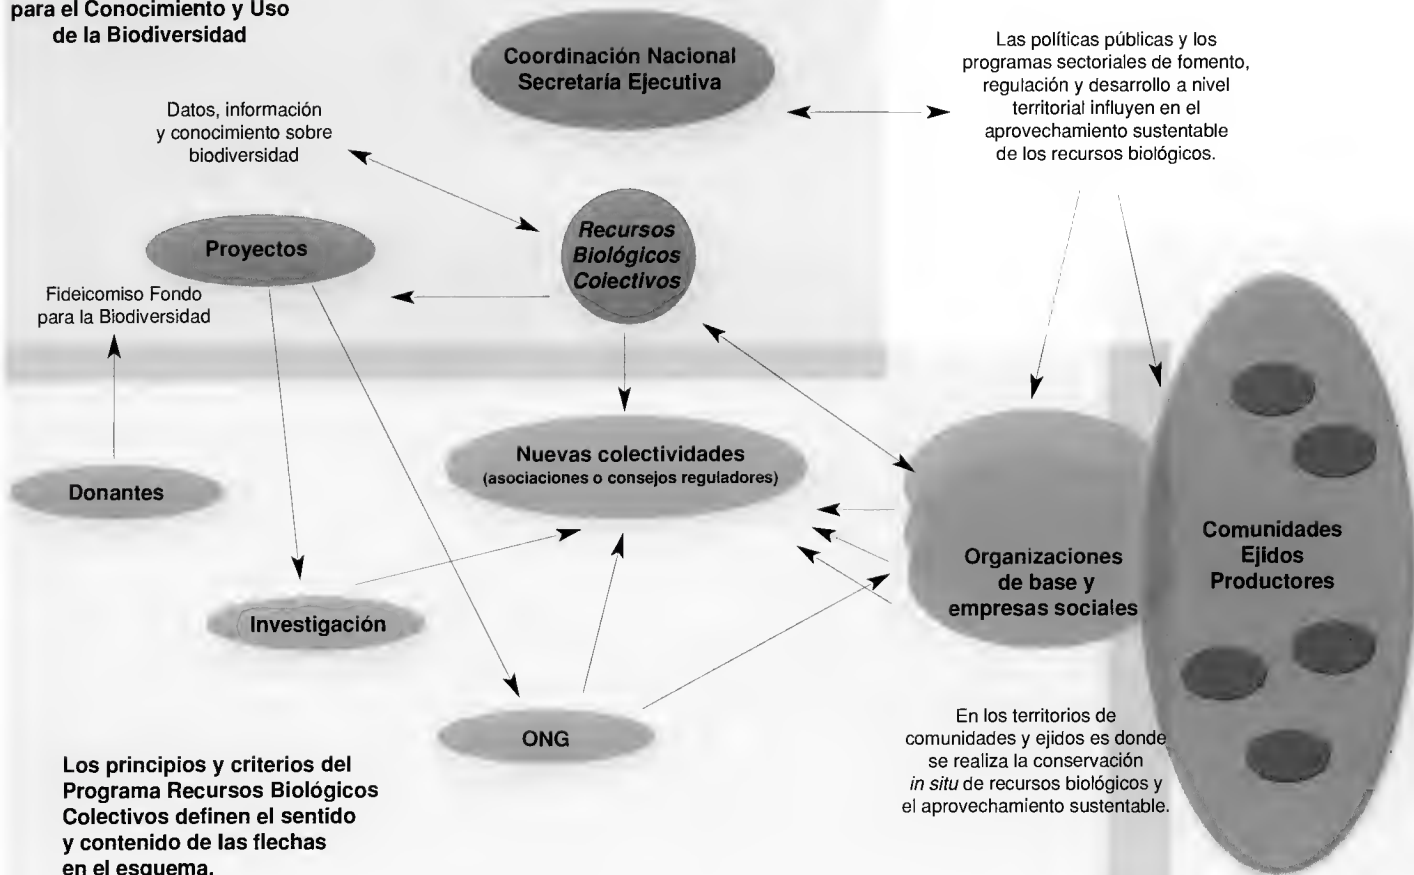 para el Conocimiento y Uso
de la Biodiversidad
Coordinación Nacional
Secretaría Ejecutiva
Las políticas públicas y los
programas sectoriales de fomento,
regulación y desarrollo a nivel
territorial influyen en el
aprovechamiento sustentable
de los recursos biológicos.
Datos, información
y conocimiento sobre
biodiversidad
Proyectos
Recursos
Biológicos
Colectivos
Fideicomiso Fondo
para la Biodiversidad
Donantes
Nuevas colectividades
(asociaciones o consejos reguladores)
Organizaciones
de base y
empresas sociales
Comunidades
Ejidos
Productores
Investigación
ONG
En los territorios de
comunidades y ejidos es donde
se realiza la conservación
in situ de recursos biológicos y
el aprovechamiento sustentable.
Los principios y criterios del
Programa Recursos Biológicos
Colectivos definen el sentido
y contenido de las flechas
en el esquema.